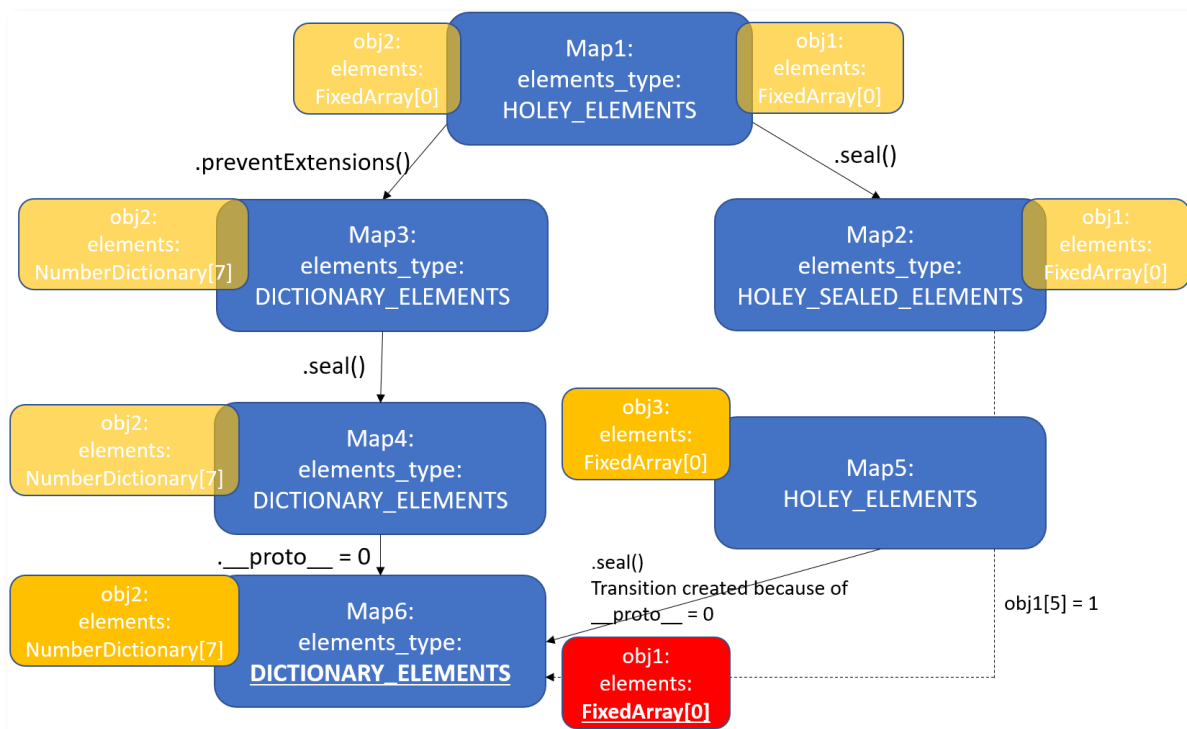 obj2:
elements:
FixedArray[0]
Map1:
elements_type:
HOLEY_ELEMENTS
obj1:
elements:
FixedArray[0]
.preventExtensions()
.seal()
obj2:
elements:
NumberDictionary[7]
Map3:
elements_type:
DICTIONARY_ELEMENTS
Map2:
elements_type:
HOLEY_SEALED_ELEMENTS
obj1:
elements:
FixedArray[0]
.seal()
obj2:
elements:
NumberDictionary[7]
Map4:
elements_type:
DICTIONARY_ELEMENTS
obj3:
elements:
FixedArray[0]
Map5:
HOLEY_ELEMENTS
.__proto__ = 0
.seal()
Transition created because of
__proto__ = 0
obj1[5] = 1
obj2:
elements:
NumberDictionary[7]
Map6:
elements_type:
DICTIONARY_ELEMENTS
obj1:
elements:
FixedArray[0]